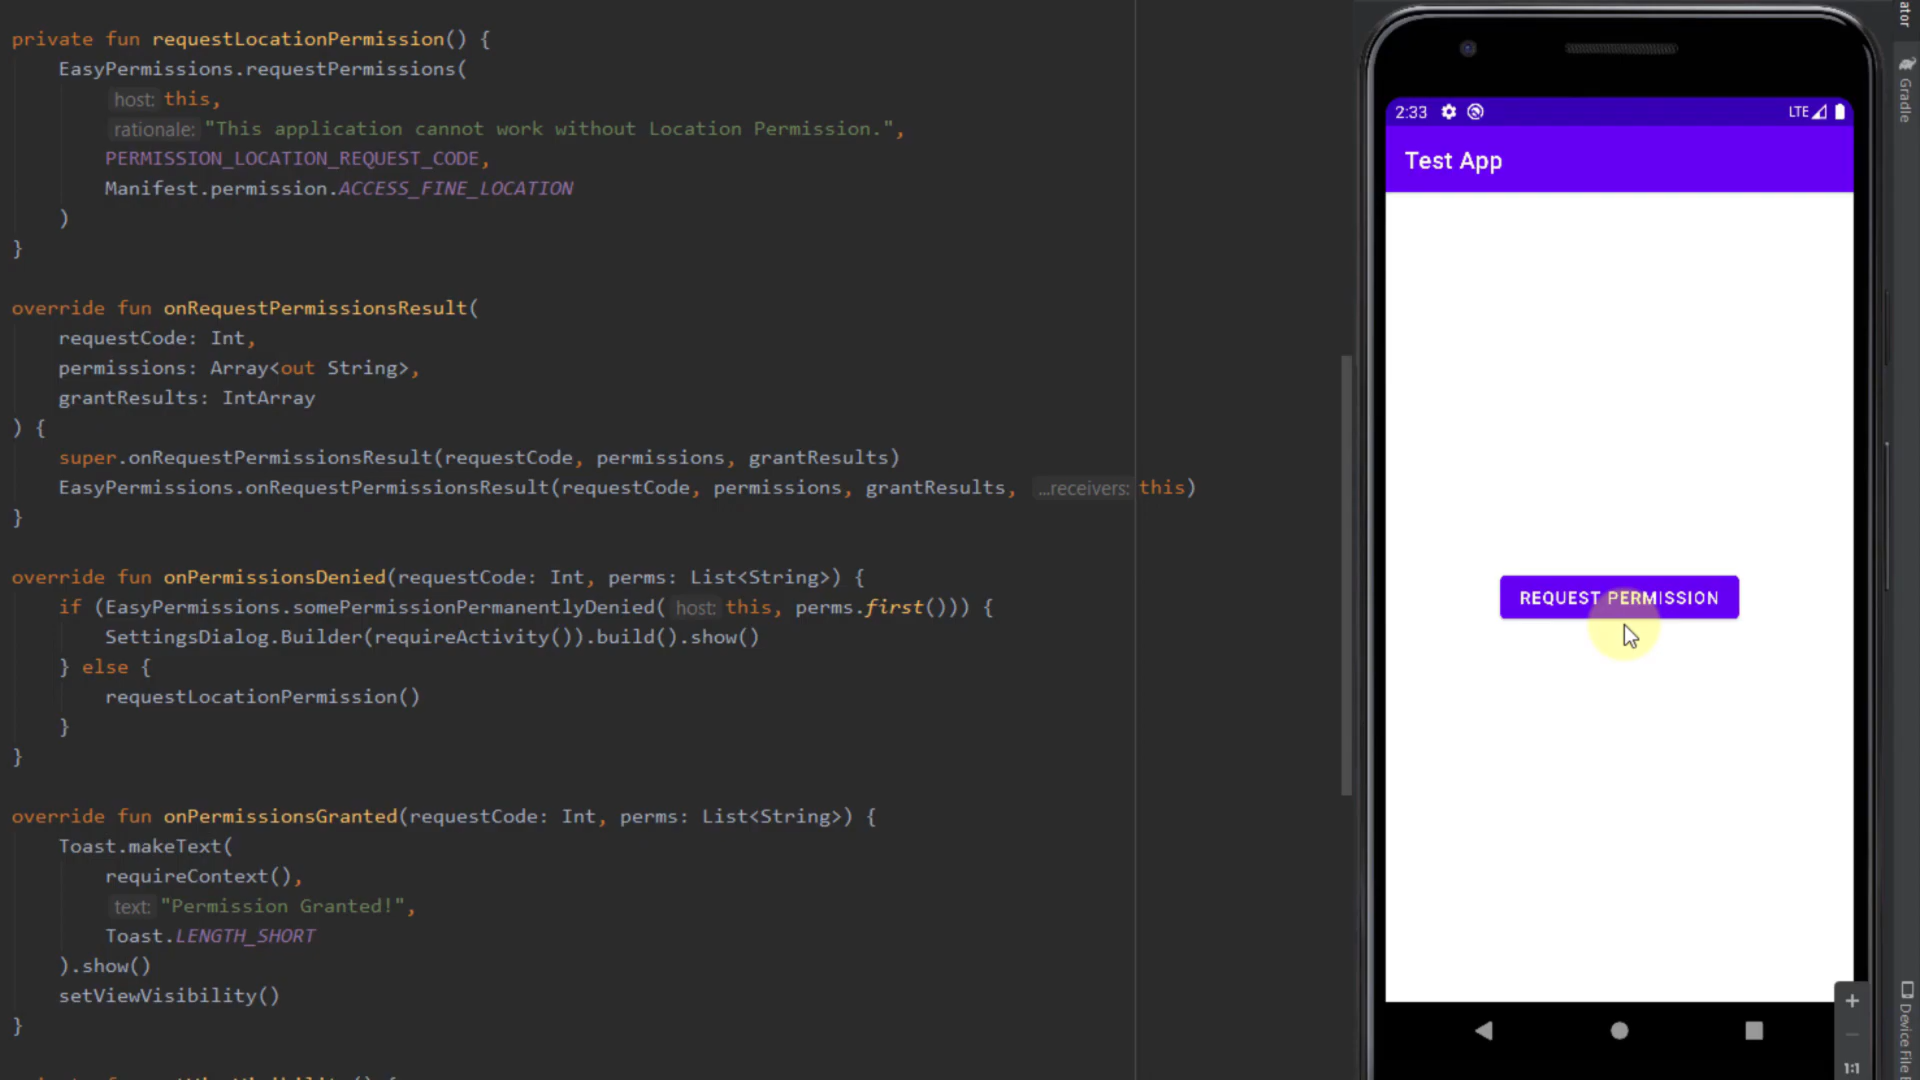 private fun requestLocationPermission() {
EasyPermissions.requestPermissions(
host: this,
rationale: "This application cannot work without Location Permission.",
PERMISSION_LOCATION_REQUEST_CODE,
Manifest.permission.ACCESS_FINE_LOCATION
)
}
override fun onRequestPermissionsResult(
requestCode: Int,
permissions: Array<out String>,
grantResults: IntArray
) {
super.onRequestPermissionsResult(requestCode, permissions, grantResults)
EasyPermissions.onRequestPermissionsResult(requestCode, permissions, grantResults, ...receivers: this)
}
override fun onPermissionsDenied(requestCode: Int, perms: List<String>) {
if (EasyPermissions.somePermissionPermanentlyDenied( host: this, perms.first())) {
SettingsDialog.Builder(requireActivity()).build().show()
} else {
requestLocationPermission()
}
}
override fun onPermissionsGranted(requestCode: Int, perms: List<String>) {
Toast.makeText(
requireContext(),
text: "Permission Granted!",
Toast.LENGTH_SHORT
).show()
setViewVisibility()
}
2:33
LTE
Test App
REQUEST PERMISSION
1:1
ator
Gradle
Device File